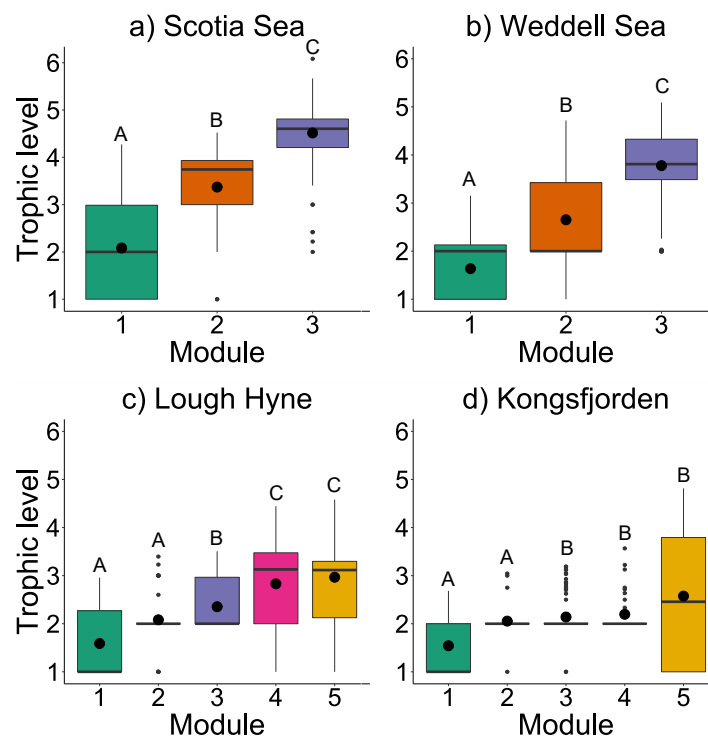 a) Scotia Sea
b) Weddell Sea
Trophic level
6
5
4
3
2
1
A
B
C
1 2 3
Module
6
5
4
3
2
1
A
B
C
1 2 3
Module
c) Lough Hyne
d) Kongsfjorden
Trophic level
6
5
4
3
2
1
A
A
B
C
C
1 2 3 4 5
Module
6
5
4
3
2
1
A
A
B
B
B
1 2 3 4 5
Module